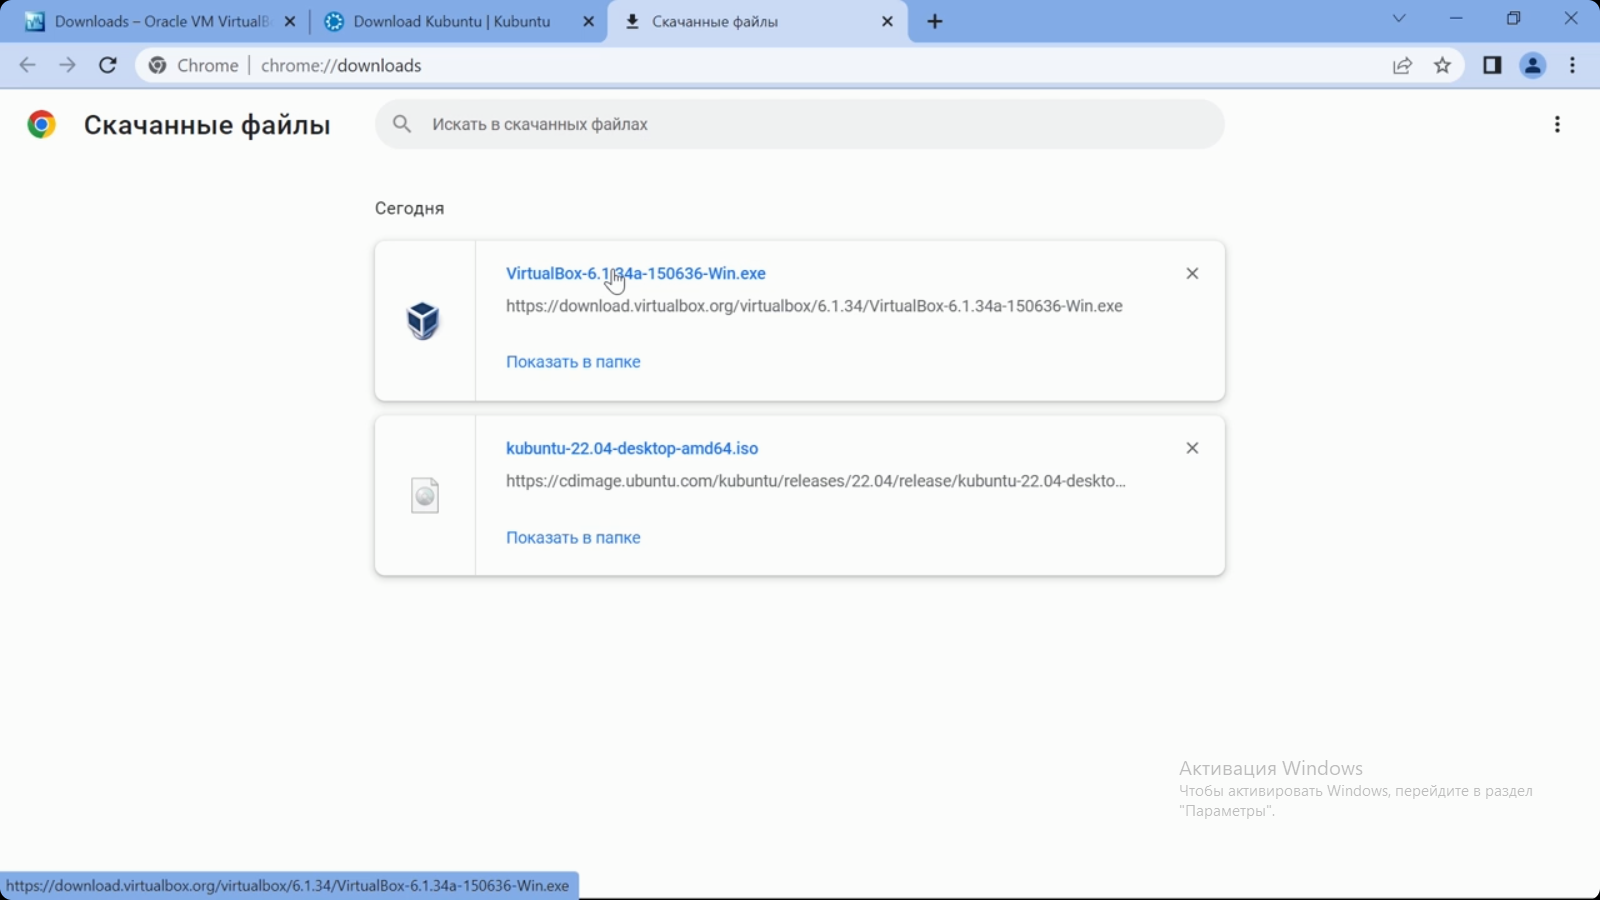 Downloads – Oracle VM VirtualB
Download Kubuntu | Kubuntu
Скачанные файлы
Chrome | chrome://downloads
Скачанные файлы
Искать в скачанных файлах
Сегодня
VirtualBox-6.1.34a-150636-Win.exe
https://download.virtualbox.org/virtualbox/6.1.34/VirtualBox-6.1.34a-150636-Win.exe
Показать в папке
kubuntu-22.04-desktop-amd64.iso
https://cdimage.ubuntu.com/kubuntu/releases/22.04/release/kubuntu-22.04-deskto...
Показать в папке
Активация Windows
Чтобы активировать Windows, перейдите в раздел
"Параметры".
https://download.virtualbox.org/virtualbox/6.1.34/VirtualBox-6.1.34a-150636-Win.exe